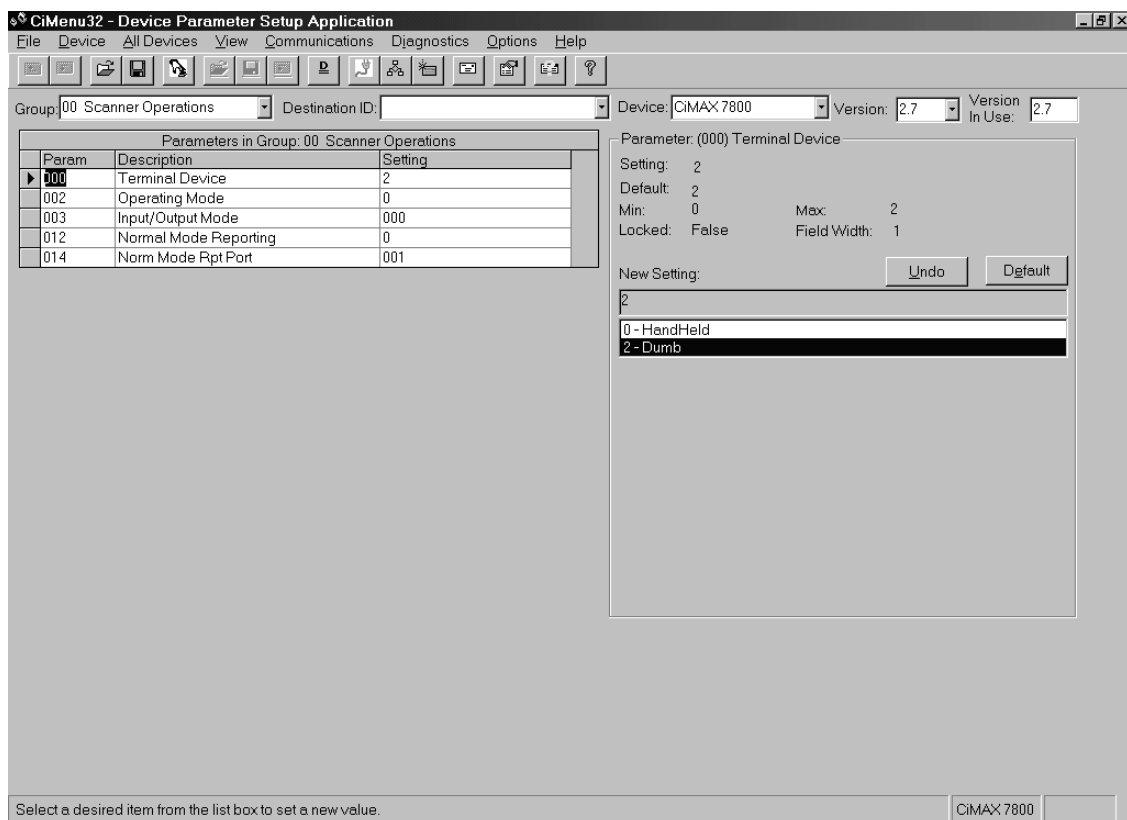 CiMenu32 - Device Parameter Setup Application
File Device All Devices View Communications Diagnostics Options Help
D
Group: 00 Scanner Operations Destination ID: Device: CiMAX 7800 Version: 2.7 Version In Use: 2.7
Parameters in Group: 00 Scanner Operations
Param Description Setting
000 Terminal Device 2
002 Operating Mode 0
003 Input/Output Mode 000
012 Normal Mode Reporting 0
014 Norm Mode Rpt Port 001
Parameter: (000) Terminal Device
Setting: 2
Default: 2
Min: 0 Max: 2
Locked: False Field Width: 1
New Setting: Undo Default
2
0 - HandHeld
2 - Dumb
Select a desired item from the list box to set a new value. CiMAX 7800